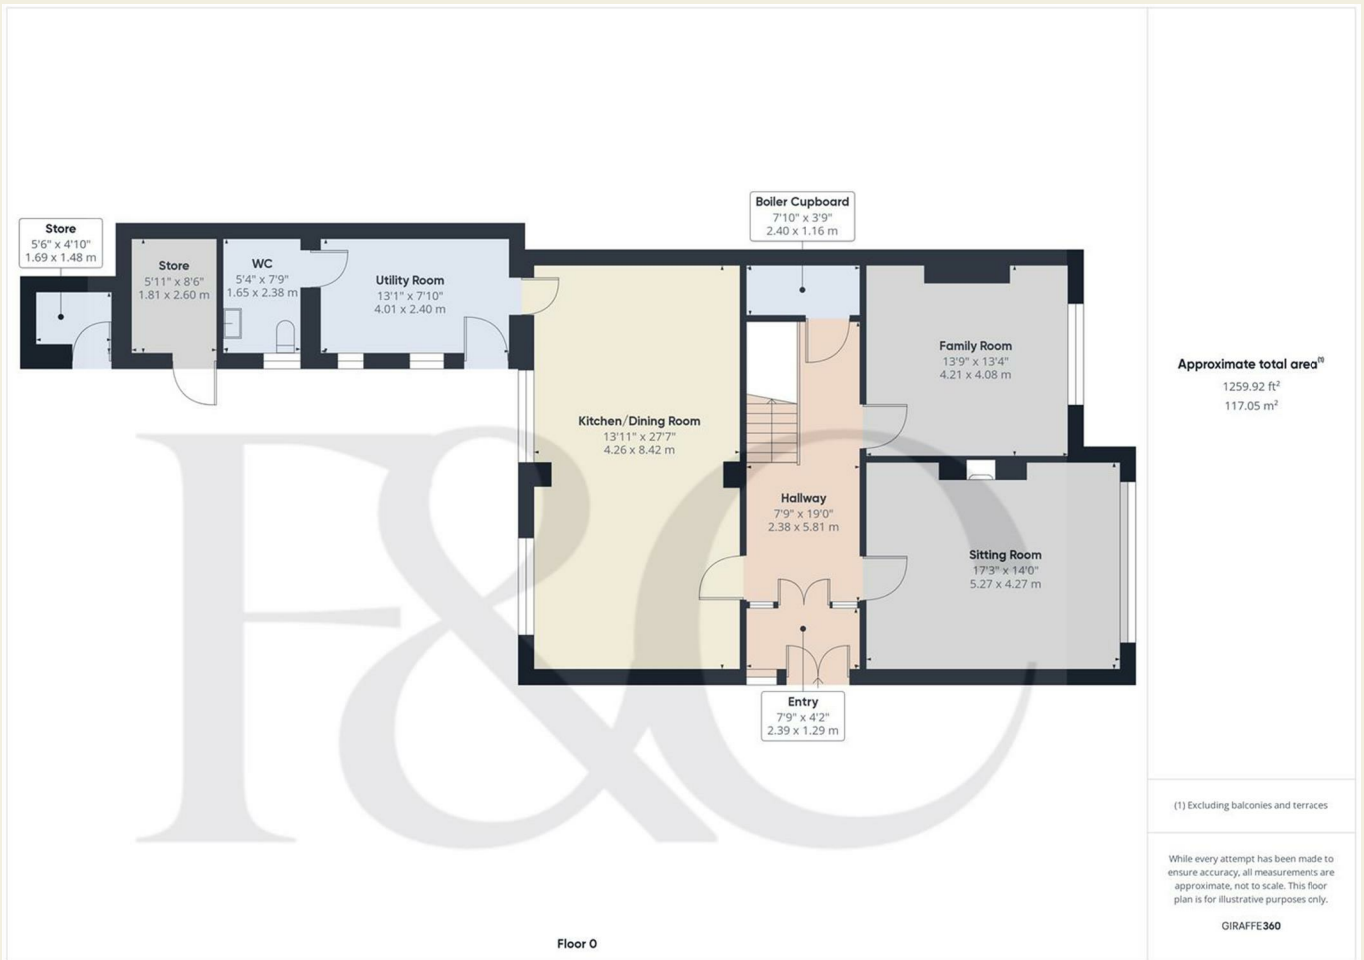 Boiler Cupboard
7'10" x 3'9"
2.40 x 1.16 m
Store
5'6" x 4'10"
1.69 x 1.48 m
Store
5'11" x 8'6"
1.81 x 2.60 m
WC
5'4" x 7'9"
1.65 x 2.38 m
Utility Room
13'1" x 7'10"
4.01 x 2.40 m
Family Room
13'9" x 13'4"
4.21 x 4.08 m
Kitchen/Dining Room
13'11" x 27'7"
4.26 x 8.42 m
Hallway
7'9" x 19'0"
2.38 x 5.81 m
Sitting Room
17'3" x 14'0"
5.27 x 4.27 m
Entry
7'9" x 4'2"
2.39 x 1.29 m
F&C
Floor 0
Approximate total area(1)
1259.92 ft²
117.05 m²
(1) Excluding balconies and terraces
While every attempt has been made to
ensure accuracy, all measurements are
approximate, not to scale. This floor
plan is for illustrative purposes only.
GIRAFFE360